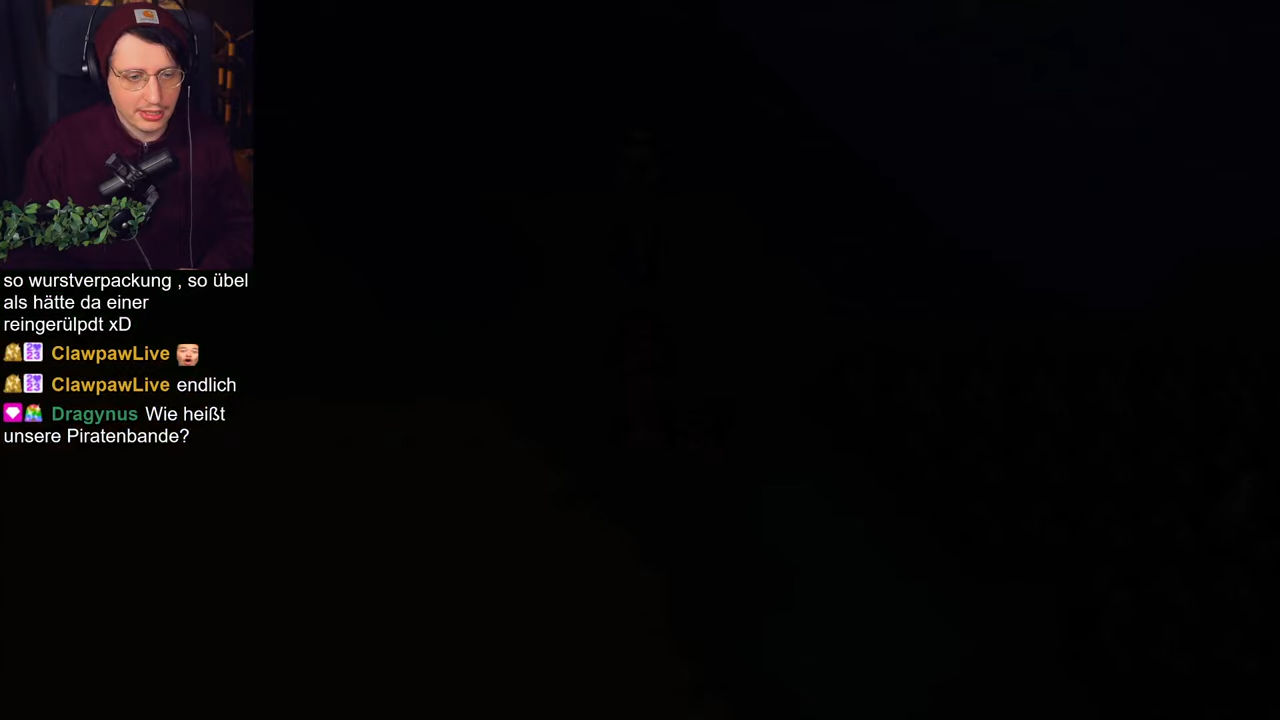 so wurstverpackung , so übel
als hätte da einer
reingerülpdt xD
ClawpawLive
ClawpawLive endlich
Dragynus Wie heißt
unsere Piratenbande?